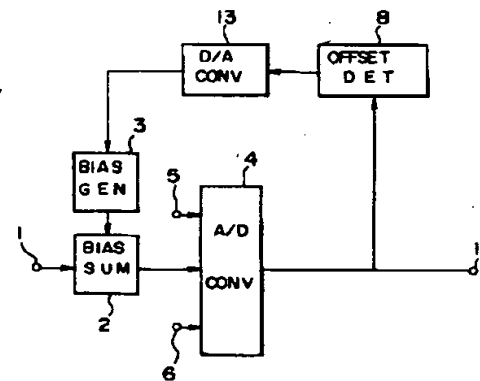 13
8
D/A
CONV
OFFSET
DET
3
BIAS
GEN
4
5
A/D
CONV
1
BIAS
SUM
2
6
1